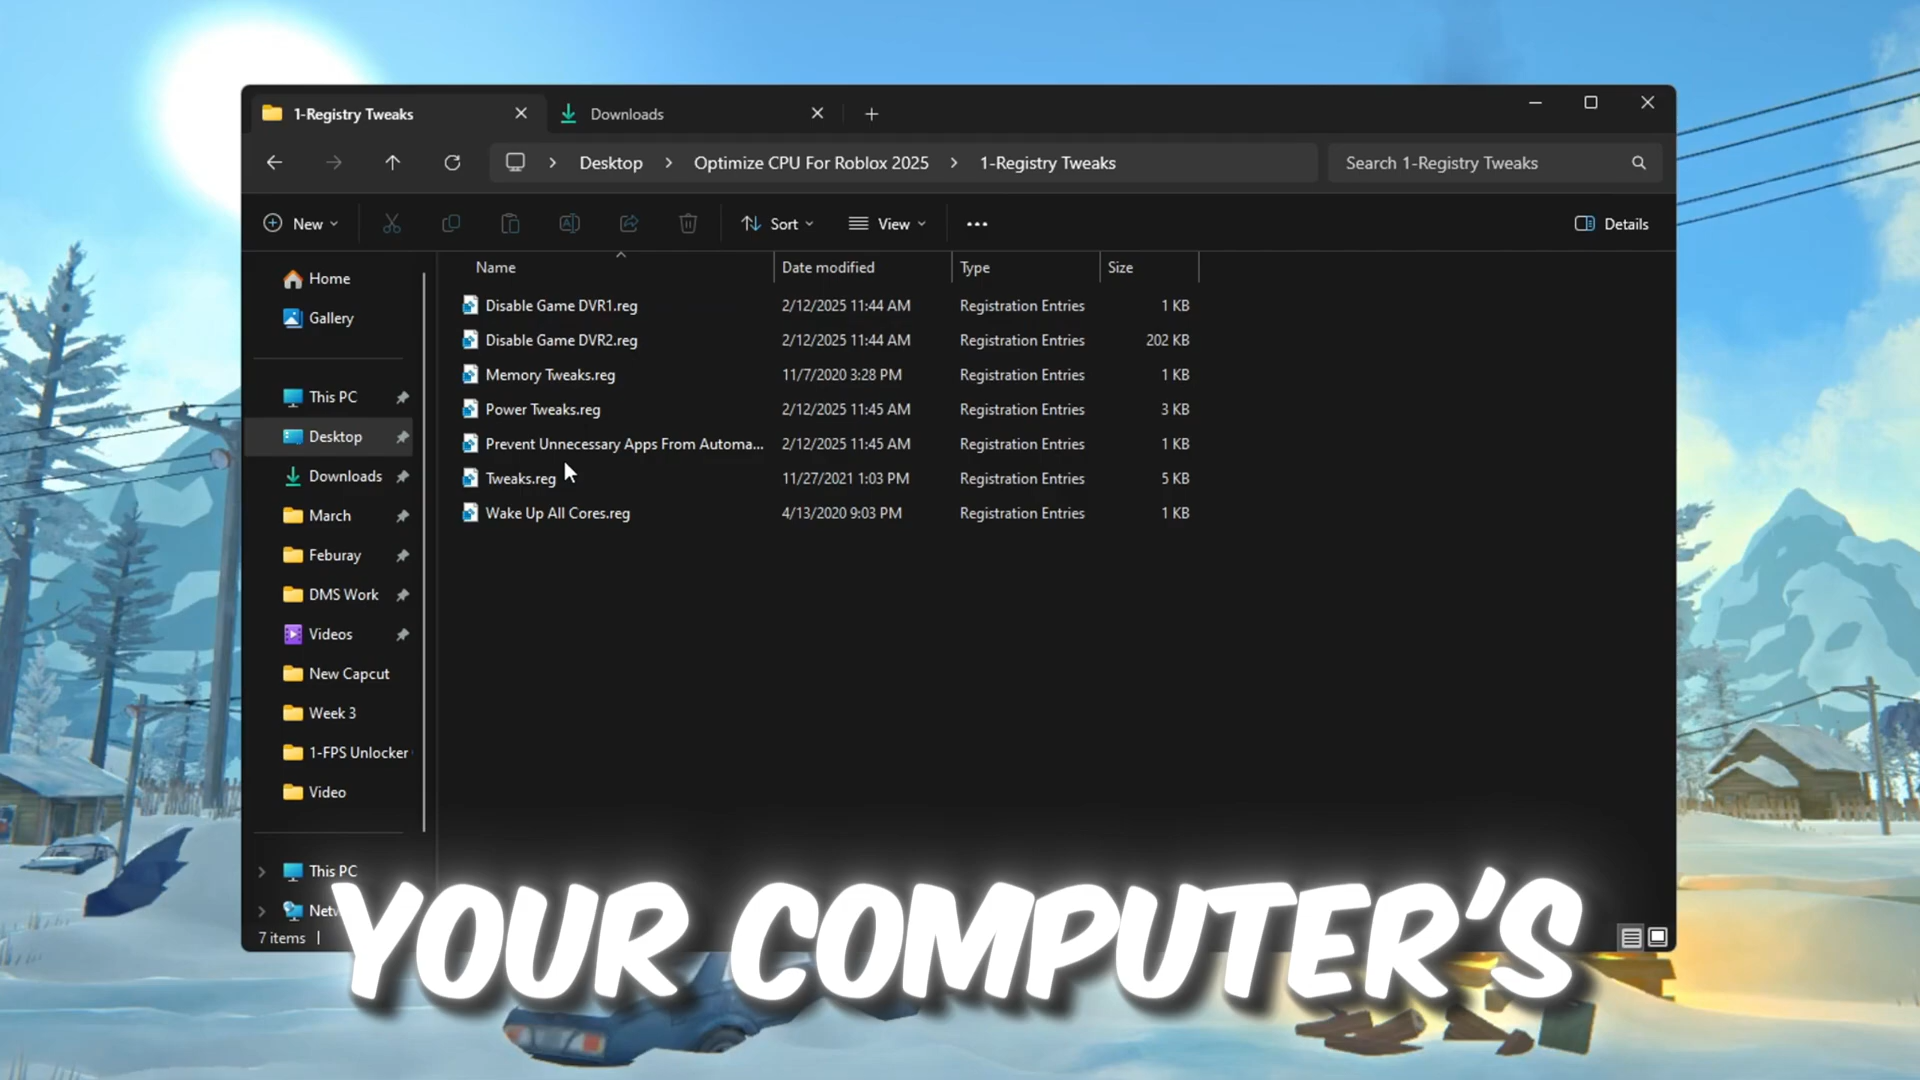 1-Registry Tweaks
Downloads
Desktop > Optimize CPU For Roblox 2025 > 1-Registry Tweaks
Search 1-Registry Tweaks
New
Sort
View
Details
Name
Date modified
Type
Size
Disable Game DVR1.reg 2/12/2025 11:44 AM Registration Entries 1 KB
Disable Game DVR2.reg 2/12/2025 11:44 AM Registration Entries 202 KB
Memory Tweaks.reg 11/7/2020 3:28 PM Registration Entries 1 KB
Power Tweaks.reg 2/12/2025 11:45 AM Registration Entries 3 KB
Prevent Unnecessary Apps From Automa... 2/12/2025 11:45 AM Registration Entries 1 KB
Tweaks.reg 11/27/2021 1:03 PM Registration Entries 5 KB
Wake Up All Cores.reg 4/13/2020 9:03 PM Registration Entries 1 KB
Home
Gallery
This PC
Desktop
Downloads
March
Feburay
DMS Work
Videos
New Capcut
Week 3
1-FPS Unlocker
Video
This PC
7 items
YOUR COMPUTER'S